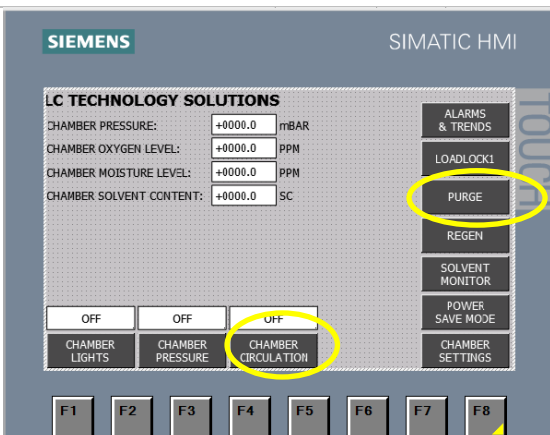 SIEMENS
SIMATIC HMI
LC TECHNOLOGY SOLUTIONS
CHAMBER PRESSURE: +0000.0 mBAR
CHAMBER OXYGEN LEVEL: +0000.0 PPM
CHAMBER MOISTURE LEVEL: +0000.0 PPM
CHAMBER SOLVENT CONTENT: +0000.0 SC
ALARMS
& TRENDS
LOADLOCK1
PURGE
REGEN
SOLVENT
MONITOR
POWER
SAVE MODE
CHAMBER
SETTINGS
OFF OFF OFF
CHAMBER
LIGHTS
CHAMBER
PRESSURE
CHAMBER
CIRCULATION
TOUCH
F1 F2 F3 F4 F5 F6 F7 F8